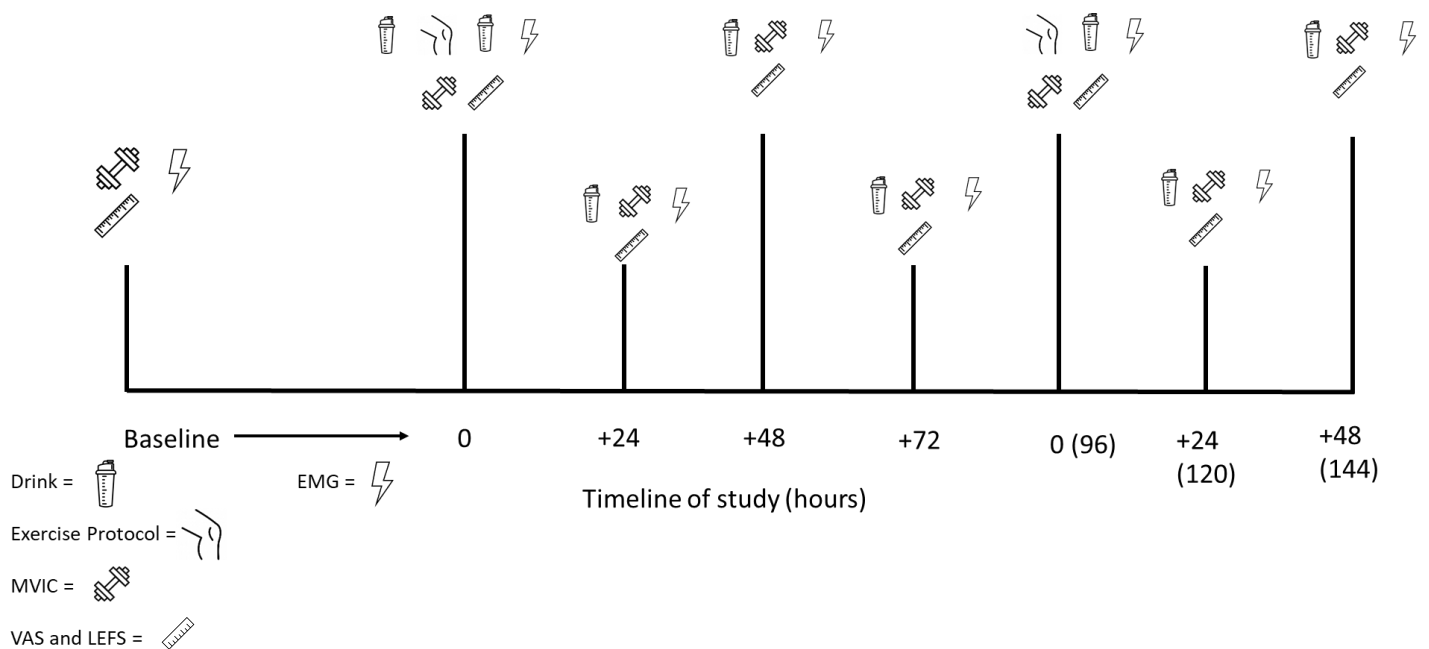 Baseline
0
+24
+48
+72
0 (96)
+24
(120)
+48
(144)
Timeline of study (hours)
Drink =
EMG =
Exercise Protocol =
MVIC =
VAS and LEFS =